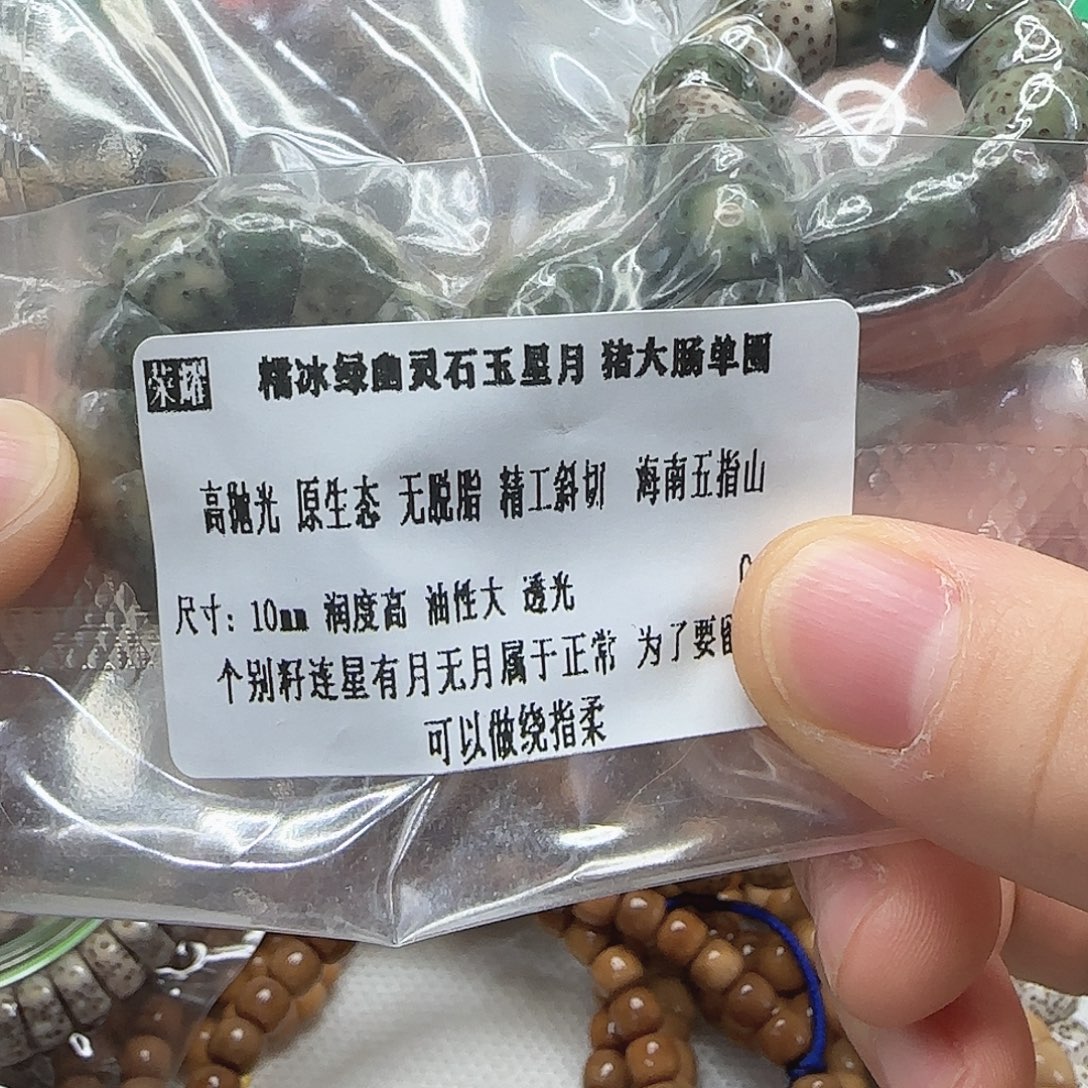 荣耀 糯冰绿幽灵石玉星月 猪大肠单圈
高抛光 原生态 无脱脂 精工斜切 海南五指山
尺寸：10mm 润度高 油性大 透光
个别籽连星有月无月属于正常 为了要留
可以做绕指柔